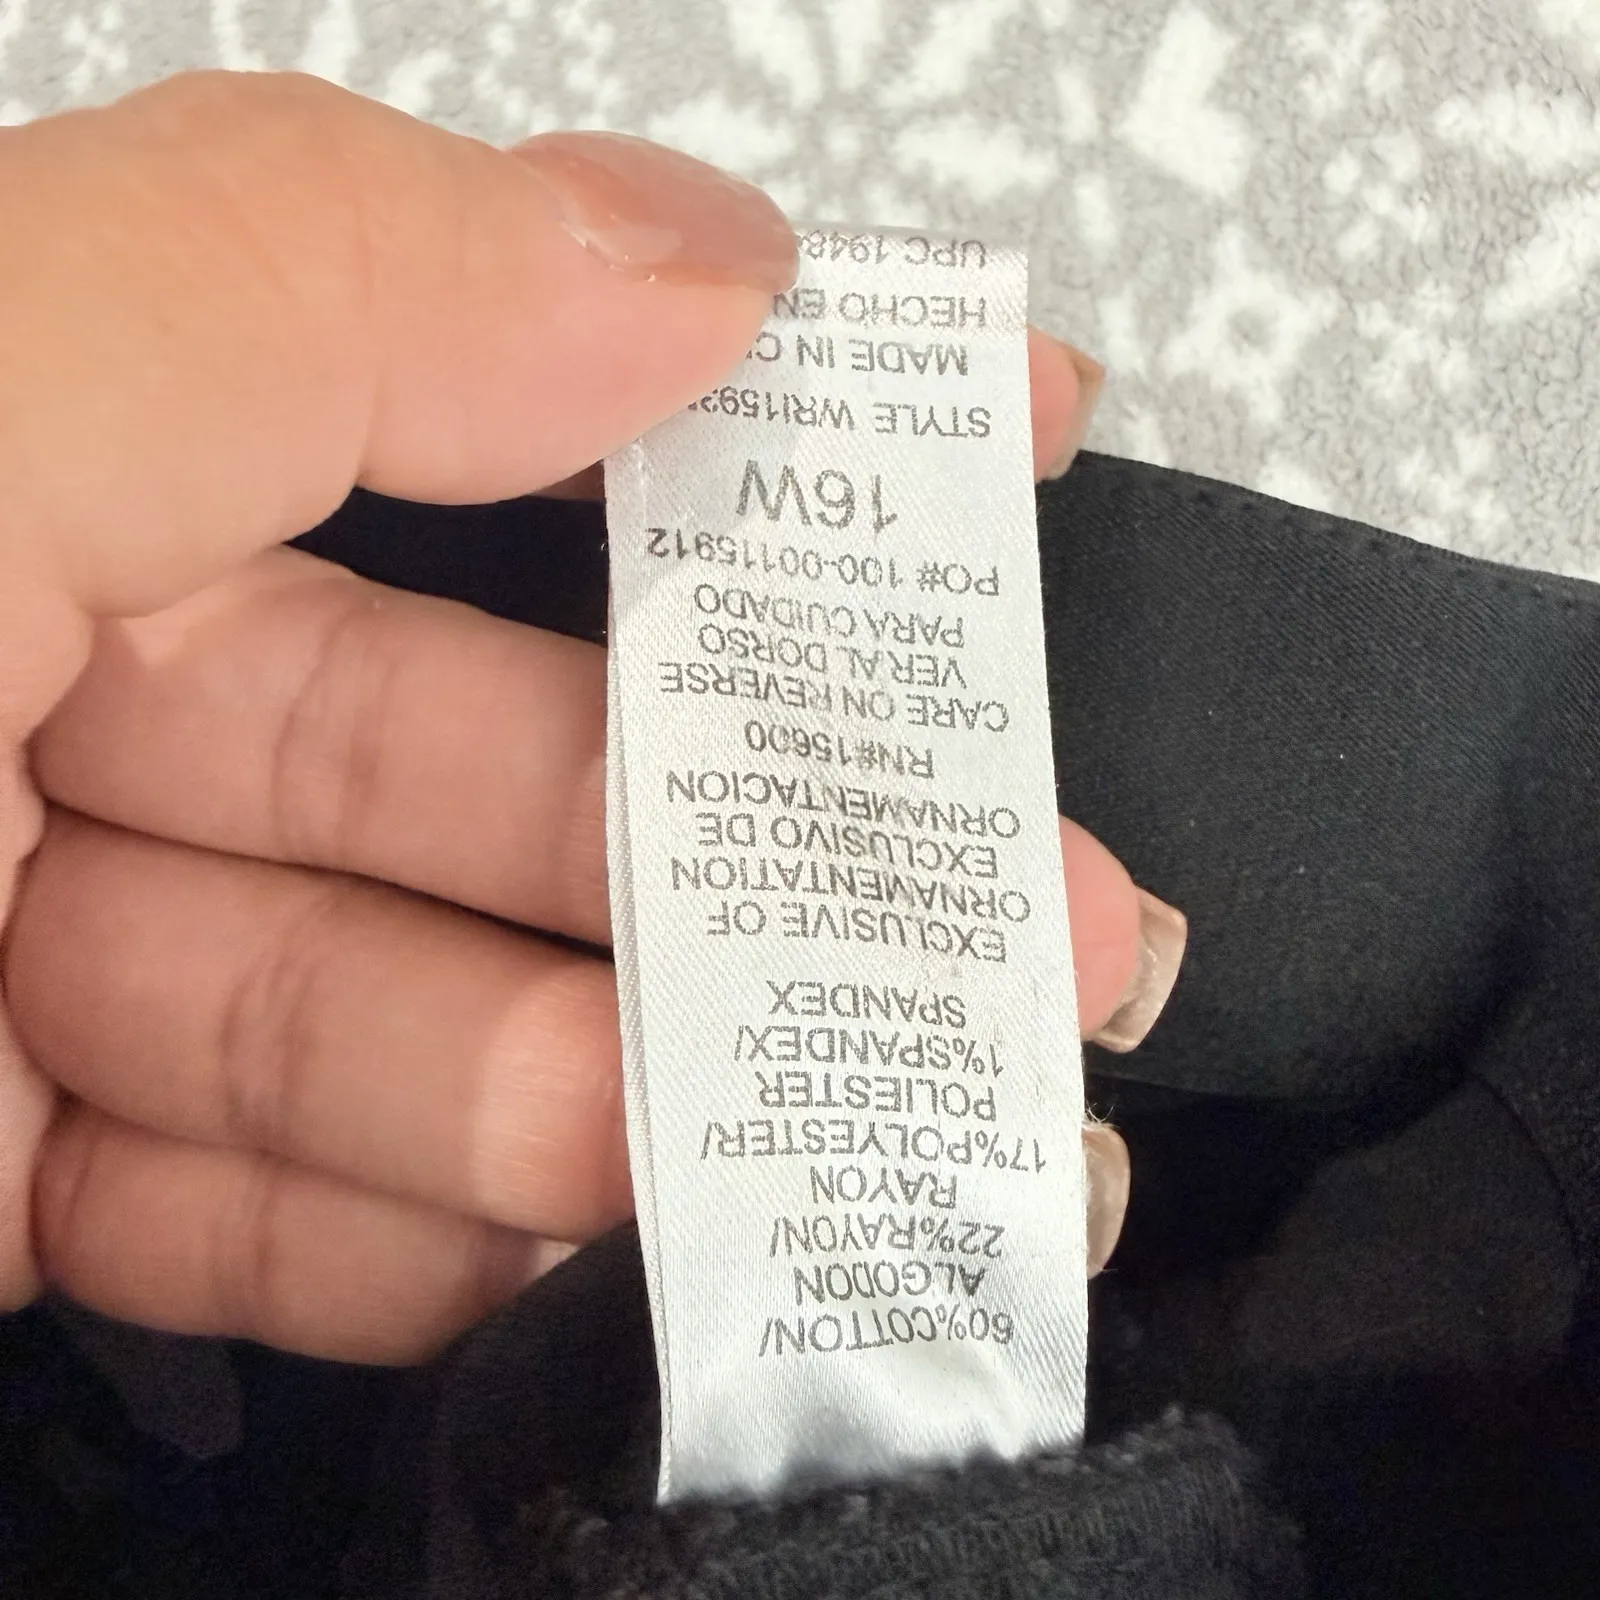 60%COTTON/
ALGODON
22%RAYON/
RAYON
17%POLYESTER/
POLIESTER
1%SPANDEX/
SPANDEX
EXCLUSIVE OF
ORNAMENTATION
EXCLUSIVO DE
ORNAMENTACION
RN#15600
CARE ON REVERSE
VER AL DORSO
PARA CUIDADO
PO# 100-00115912
16W
STYLE
MADE IN
HECHO EN
UPC